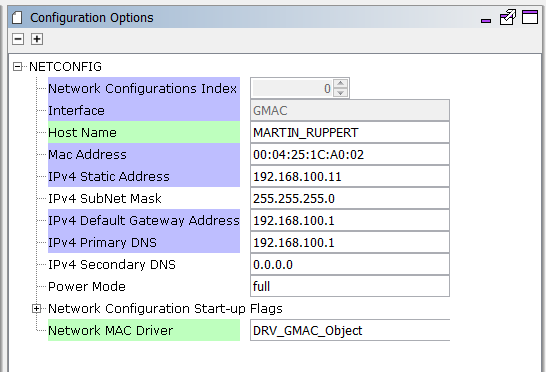 Configuration Options
NETCONFIG
Network Configurations Index 0
Interface GMAC
Host Name MARTIN_RUPPERT
Mac Address 00:04:25:1C:A0:02
IPv4 Static Address 192.168.100.11
IPv4 SubNet Mask 255.255.255.0
IPv4 Default Gateway Address 192.168.100.1
IPv4 Primary DNS 192.168.100.1
IPv4 Secondary DNS 0.0.0.0
Power Mode full
Network Configuration Start-up Flags
Network MAC Driver DRV_GMAC_Object